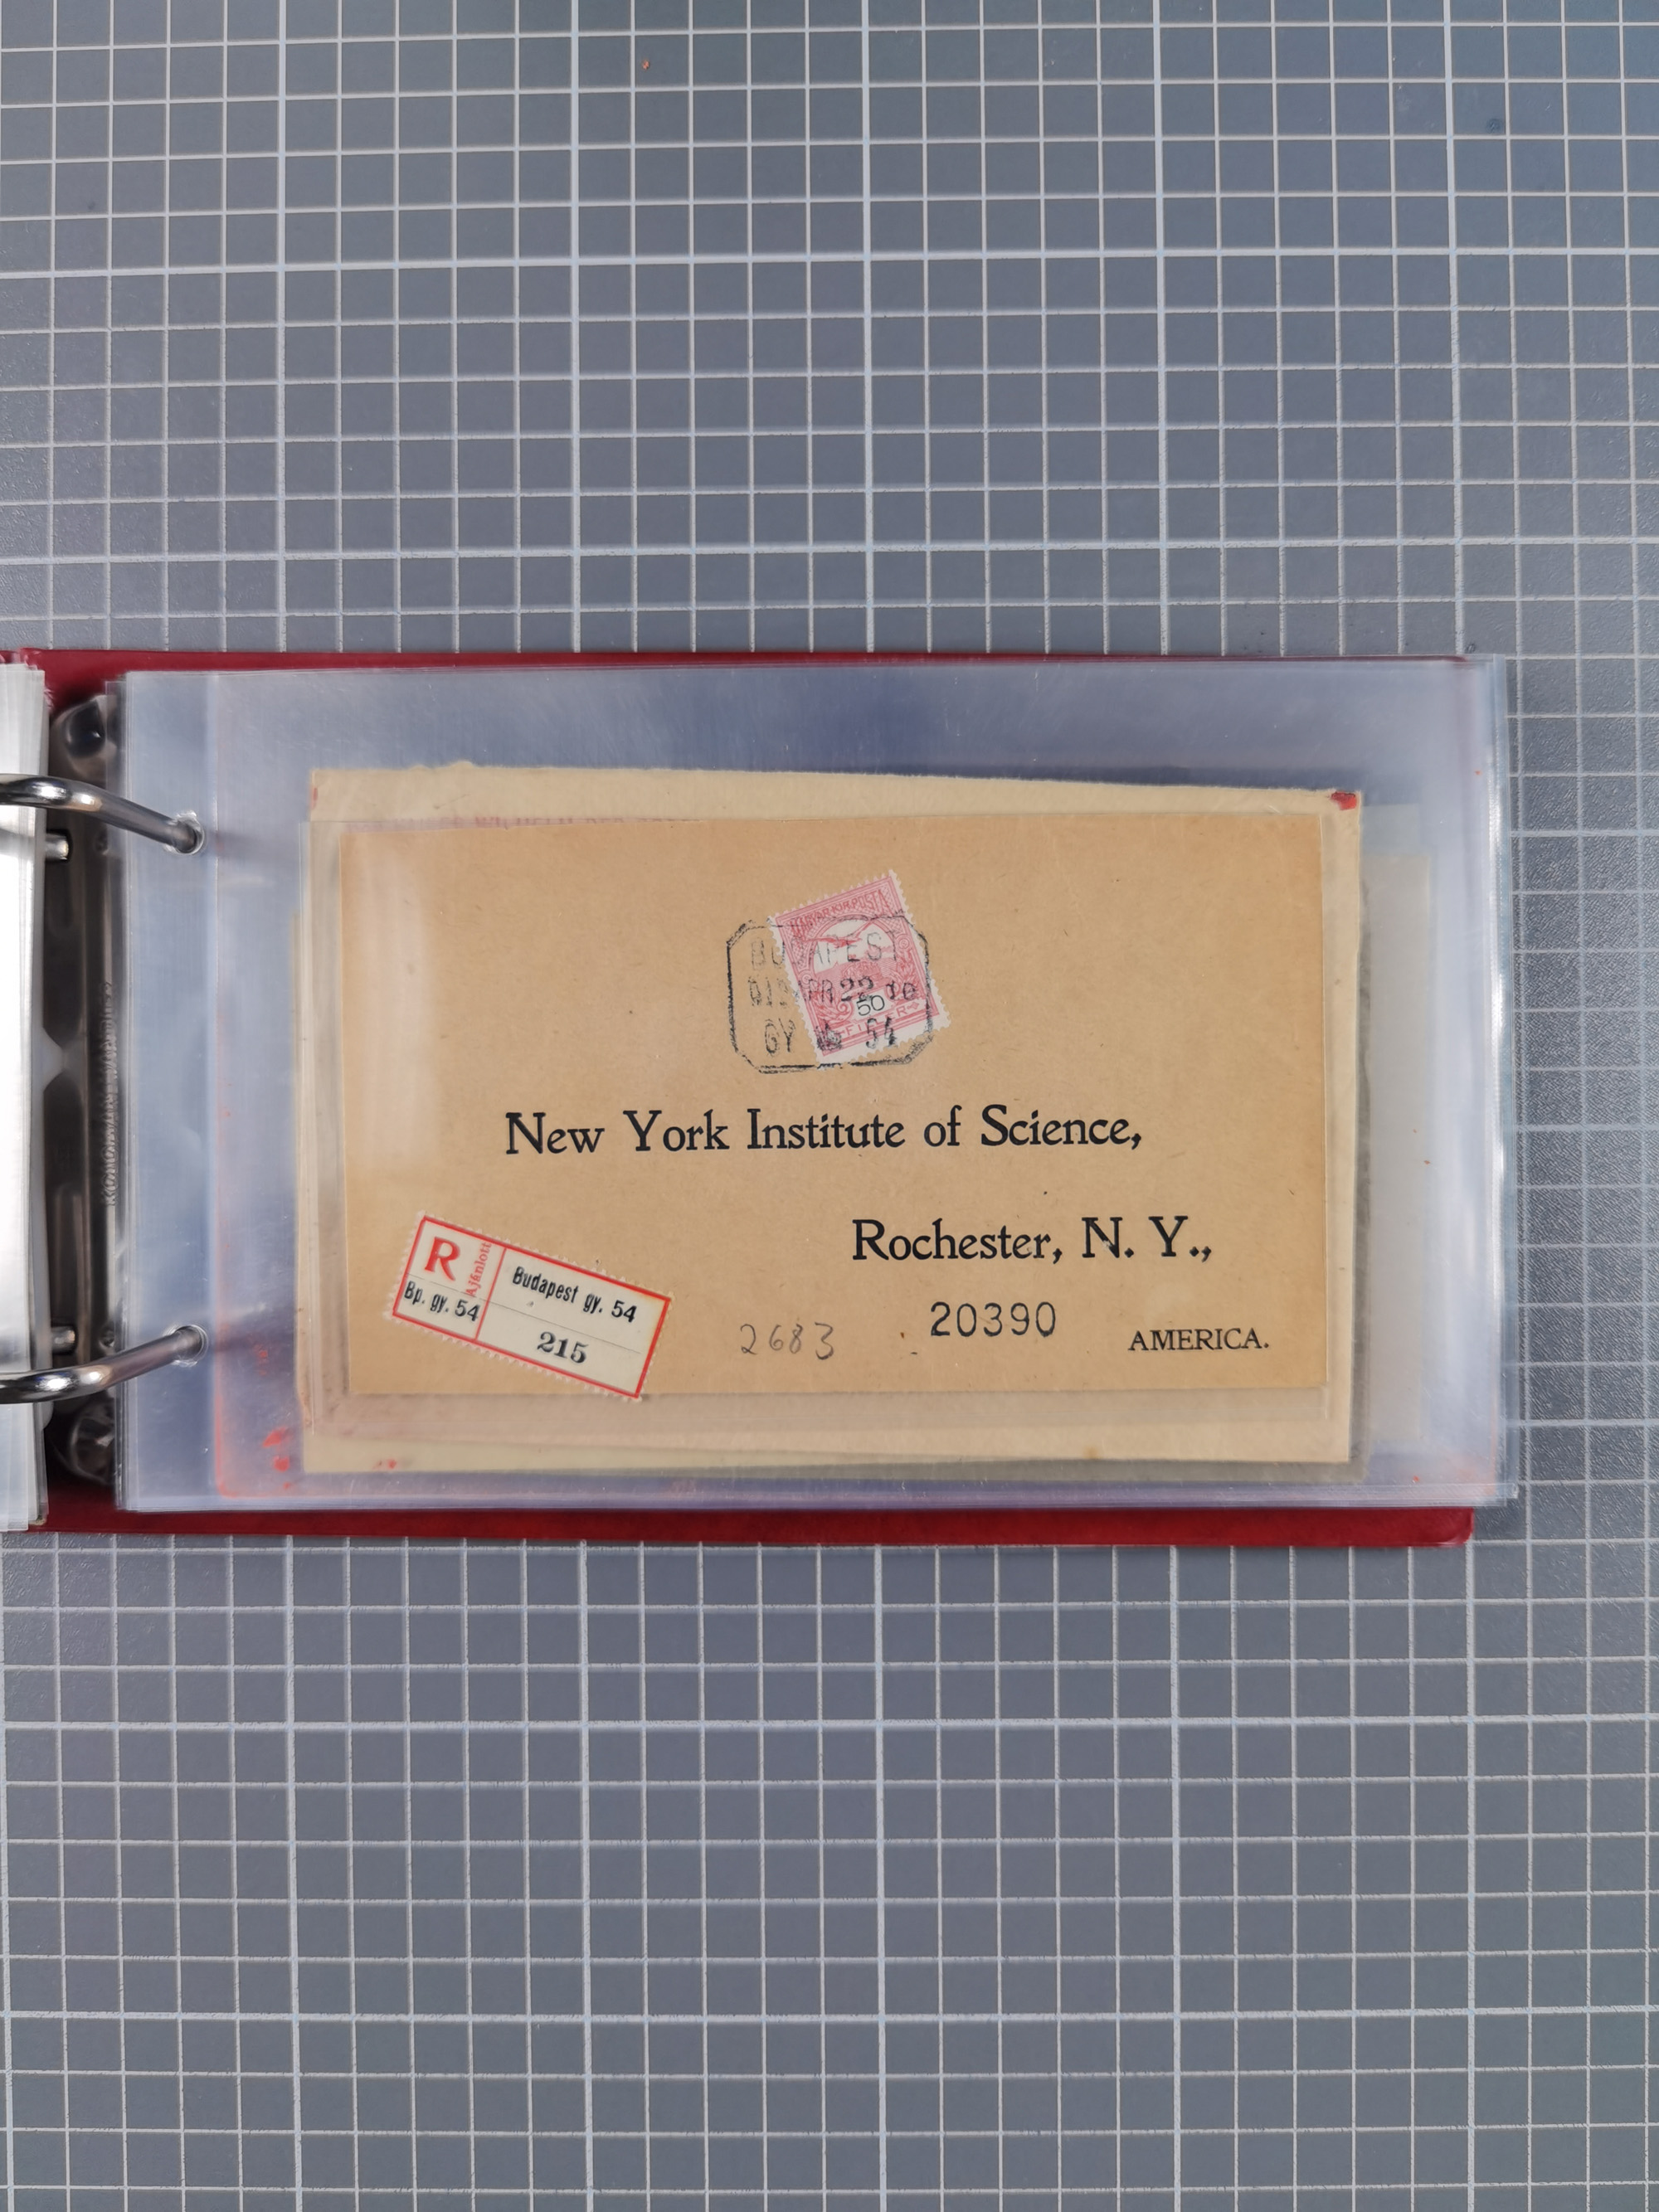 MAGYAR KIR. POSTA
BUDAPEST
APR 22
50
FILLÉR
GY 54
New York Institute of Science,
Rochester, N. Y.,
20390
AMERICA.
2683
R
Ajánlott
Bp. gy. 54
Budapest gy. 54
215